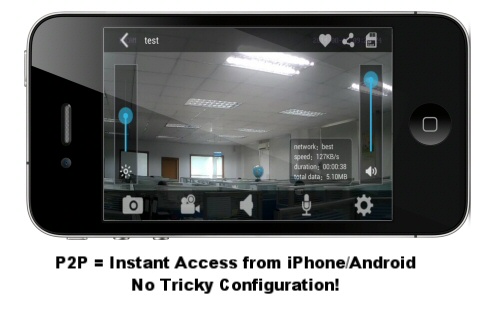 test
network: best
speed: 127KB/s
duration: 00:00:38
total data: 5.10MB
P2P = Instant Access from iPhone/Android
No Tricky Configuration!